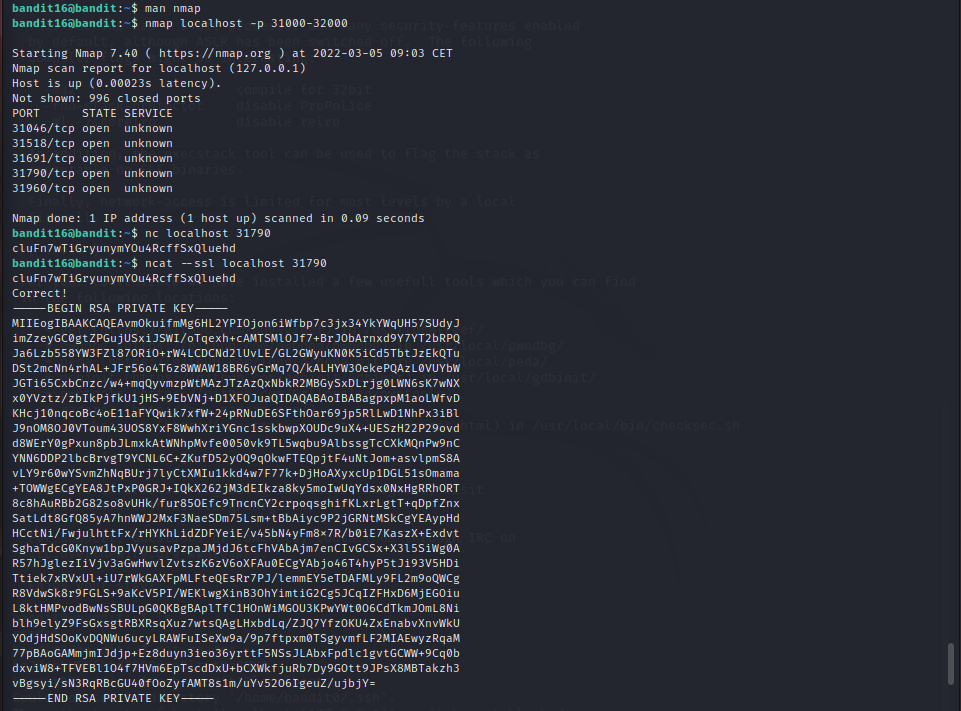 bandit16@bandit:~$ man nmap
bandit16@bandit:~$ nmap localhost -p 31000-32000
Starting Nmap 7.40 ( https://nmap.org ) at 2022-03-05 09:03 CET
Nmap scan report for localhost (127.0.0.1)
Host is up (0.00023s latency).
Not shown: 996 closed ports
PORT      STATE SERVICE
31046/tcp open  unknown
31518/tcp open  unknown
31691/tcp open  unknown
31790/tcp open  unknown
31960/tcp open  unknown
Nmap done: 1 IP address (1 host up) scanned in 0.09 seconds
bandit16@bandit:~$ nc localhost 31790
cluFn7wTiGryunymYOu4RcffSxQluehd
bandit16@bandit:~$ ncat --ssl localhost 31790
cluFn7wTiGryunymYOu4RcffSxQluehd
Correct!
-----BEGIN RSA PRIVATE KEY-----
MIIEogIBAAKCAQEAvmOkuifmMg6HL2YPIOjon6iWfbp7c3jx34YkYWqUH57SUdyJ
imZzeyGC0gtZPGujUSxiJSWI/oTqexh+cAMTSMlOJf7+BrJObArnxd9Y7YT2bRPQ
Ja6Lzb558YW3FZl87ORiO+rW4LCDCNd2lUvLE/GL2GWyuKN0K5iCd5TbtJzEkQTu
DSt2mcNn4rhAL+JFr56o4T6z8WWAW18BR6yGrMq7Q/kALHYW3OekePQAzL0VUYbW
JGTi65CxbCnzc/w4+mqQyvmzpWtMAzJTzAzQxNbkR2MBGySxDLrjg0LWN6sK7wNX
x0YVztz/zbIkPjfkU1jHS+9EbVNj+D1XFOJuaQIDAQABAoIBABagpxpM1aoLWfvD
KHcj10nqcoBc4oE11aFYQwik7xfW+24pRNuDE6SFthOar69jp5RlLwD1NhPx3iBl
J9nOM8OJ0VToum43UOS8YxF8WwhXriYGnc1sskbwpXOUDc9uX4+UESzH22P29ovd
d8WErY0gPxun8pbJLmxkAtWNhpMvfe0050vk9TL5wqbu9AlbssgTcCXkMQnPw9nC
YNN6DDP2lbcBrvgT9YCNL6C+ZKufD52yOQ9qOkwFTEQpjtF4uNtJom+asvlpmS8A
vLY9r60wYSvmZhNqBUrj7lyCtXMIu1kkd4w7F77k+DjHoAXyxcUp1DGL51sOmama
+TOWWgECgYEA8JtPxP0GRJ+IQkX262jM3dEIkza8ky5moIwUqYdsx0NxHgRRhORT
8c8hAuRBb2G82so8vUHk/fur85OEfc9TncnCY2crpoqsghifKLxrLgtT+qDpfZnx
SatLdt8GfQ85yA7hnWWJ2MxF3NaeSDm75Lsm+tBbAiyc9P2jGRNtMSkCgYEAypHd
HCctNi/FwjulhttFx/rHYKhLidZDFYeiE/v45bN4yFm8x7R/b0iE7KaszX+Exdvt
SghaTdcG0Knyw1bpJVyusavPzpaJMjdJ6tcFhVAbAjm7enCIvGCSx+X3l5SiWg0A
R57hJglezIiVjv3aGwHwvlZvtszK6zV6oXFAu0ECgYAbjo46T4hyP5tJi93V5HDi
Ttiek7xRVxUl+iU7rWkGAXFpMLFteQEsRr7PJ/lemmEY5eTDAFMLy9FL2m9oQWCg
R8VdwSk8r9FGLS+9aKcV5PI/WEKlwgXinB3OhYimtiG2Cg5JCqIZFHxD6MjEGOiu
L8ktHMPvodBwNsSBULpG0QKBgBAplTfC1HOnWiMGOU3KPwYWt0O6CdTkmJOmL8Ni
blh9elyZ9FsGxsgtRBXRsqXuz7wtsQAgLHxbdLq/ZJQ7YfzOKU4ZxEnabvXnvWkU
YOdjHdSOoKvDQNWu6ucyLRAWFuISeXw9a/9p7ftpxm0TSgyvmfLF2MIAEwyzRqaM
77pBAoGAMmjmIJdjp+Ez8duyn3ieo36yrttF5NSsJLAbxFpdlc1gvtGCWW+9Cq0b
dxviW8+TFVEBl1O4f7HVm6EpTscdDxU+bCXWkfjuRb7Dy9GOtt9JPsX8MBTakzh3
vBgsyi/sN3RqRBcGU40fOoZyfAMT8s1m/uYv52O6IgeuZ/ujbjY=
-----END RSA PRIVATE KEY-----